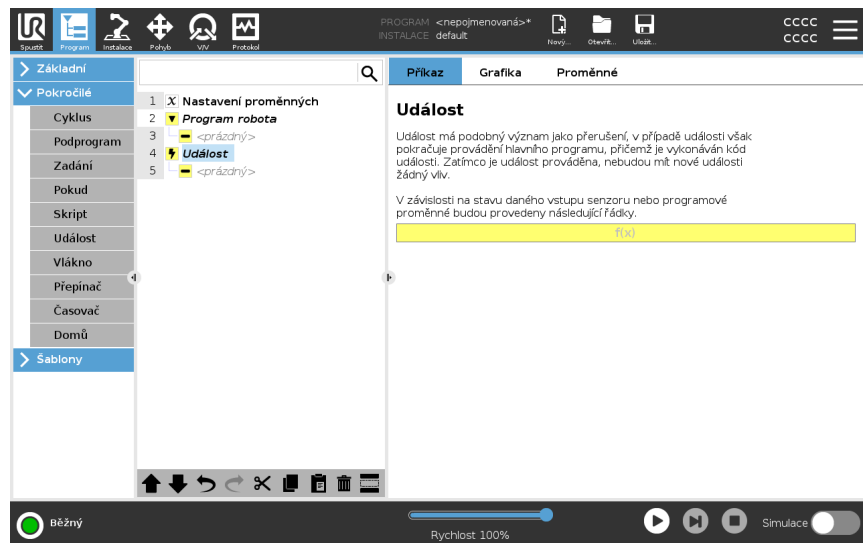 UR
Spustit
Program
Instalace
Pohyb
V/V
Protokol
PROGRAM <nepojmenovaná>*
INSTALACE default
Nový...
Otevřít...
Uložit...
CCCC
CCCC
Základní
Pokročilé
Cyklus
Podprogram
Zadání
Pokud
Skript
Událost
Vlákno
Přepínač
Časovač
Domů
Šablony
1 X Nastavení proměnných
2 Program robota
3 <prázdný>
4 Událost
5 <prázdný>
Příkaz Grafika Proměnné
Událost
Událost má podobný význam jako přerušení, v případě události však
pokračuje provádění hlavního programu, přičemž je vykonáván kód
události. Zatímco je událost prováděna, nebudou mít nové události
žádný vliv.
V závislosti na stavu daného vstupu senzoru nebo programové
proměnné budou provedeny následující řádky.
f(x)
Běžný
Rychlost 100%
Simulace